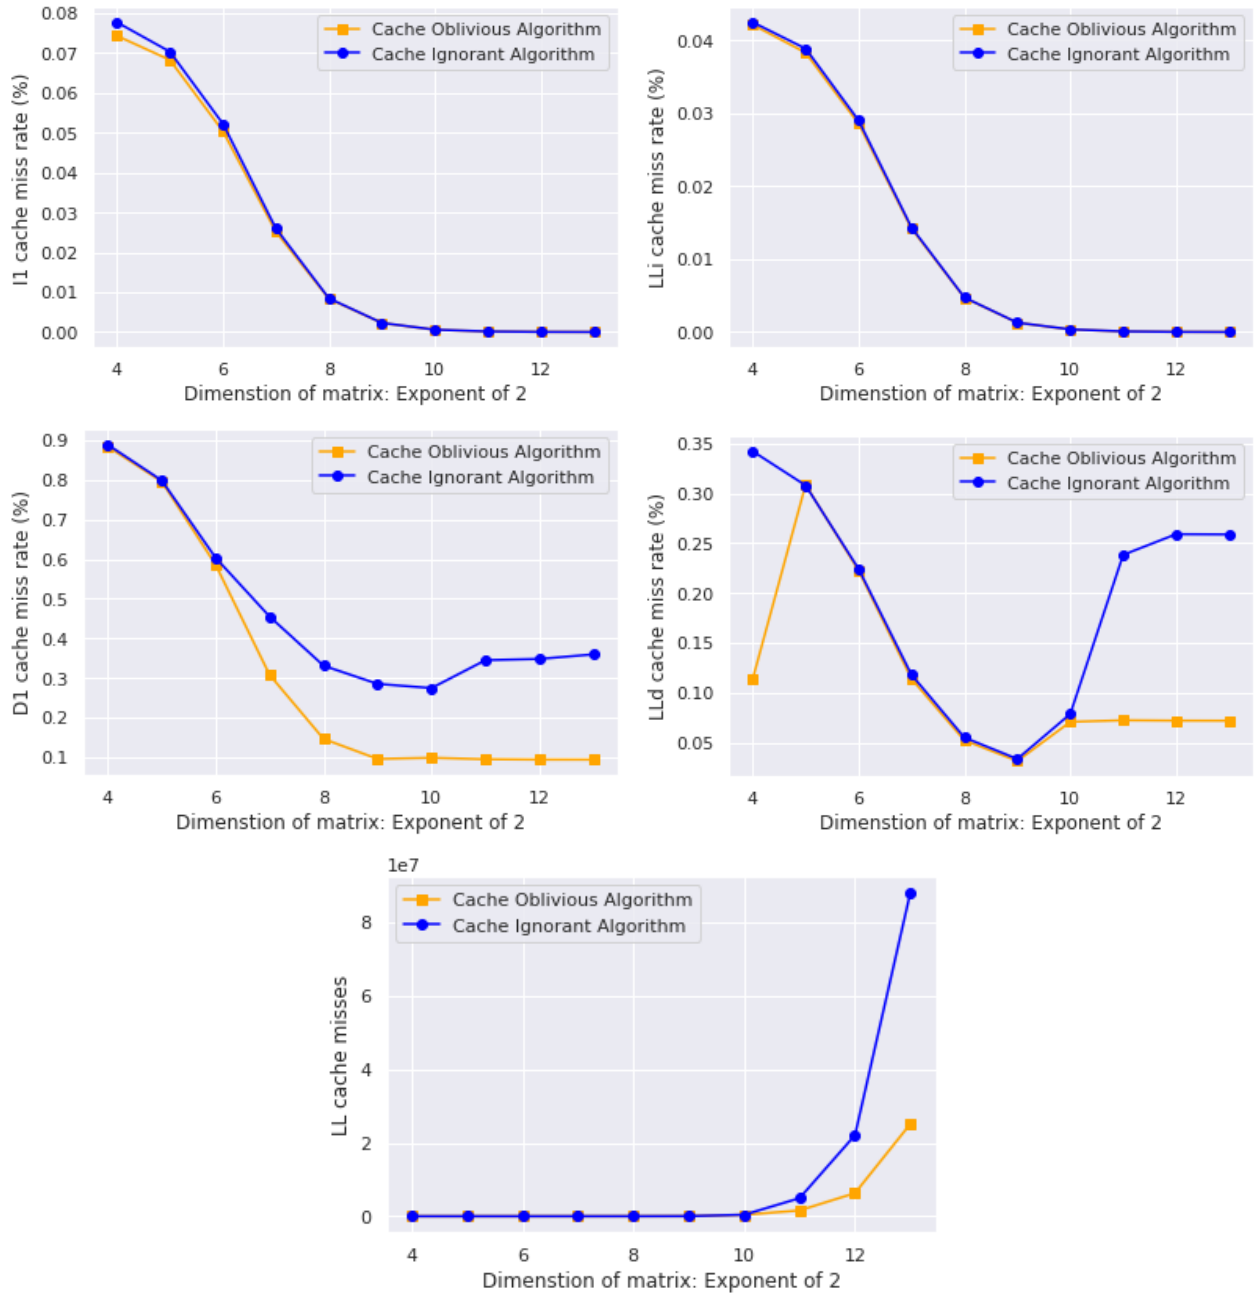 Cache Oblivious Algorithm
Cache Ignorant Algorithm
I1 cache miss rate (%)
0.08
0.07
0.06
0.05
0.04
0.03
0.02
0.01
0.00
4 6 8 10 12
Dimenstion of matrix: Exponent of 2
Cache Oblivious Algorithm
Cache Ignorant Algorithm
LLi cache miss rate (%)
0.04
0.03
0.02
0.01
0.00
4 6 8 10 12
Dimenstion of matrix: Exponent of 2
Cache Oblivious Algorithm
Cache Ignorant Algorithm
D1 cache miss rate (%)
0.9
0.8
0.7
0.6
0.5
0.4
0.3
0.2
0.1
4 6 8 10 12
Dimenstion of matrix: Exponent of 2
Cache Oblivious Algorithm
Cache Ignorant Algorithm
LLd cache miss rate (%)
0.35
0.30
0.25
0.20
0.15
0.10
0.05
4 6 8 10 12
Dimenstion of matrix: Exponent of 2
1e7
Cache Oblivious Algorithm
Cache Ignorant Algorithm
LL cache misses
8
6
4
2
0
4 6 8 10 12
Dimenstion of matrix: Exponent of 2